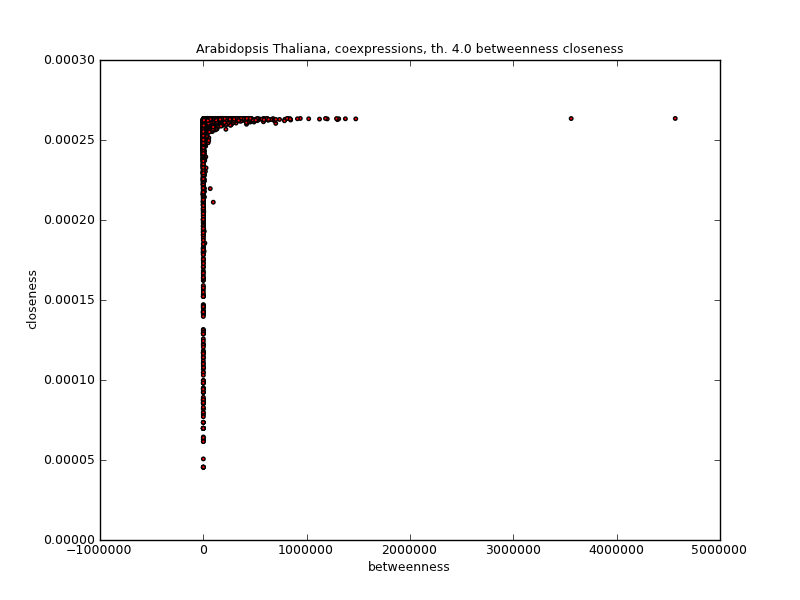 Arabidopsis Thaliana, coexpressions, th. 4.0 betweenness closeness
0.00030
0.00025
0.00020
0.00015
0.00010
0.00005
0.00000
closeness
−1000000 0 1000000 2000000 3000000 4000000 5000000
betweenness